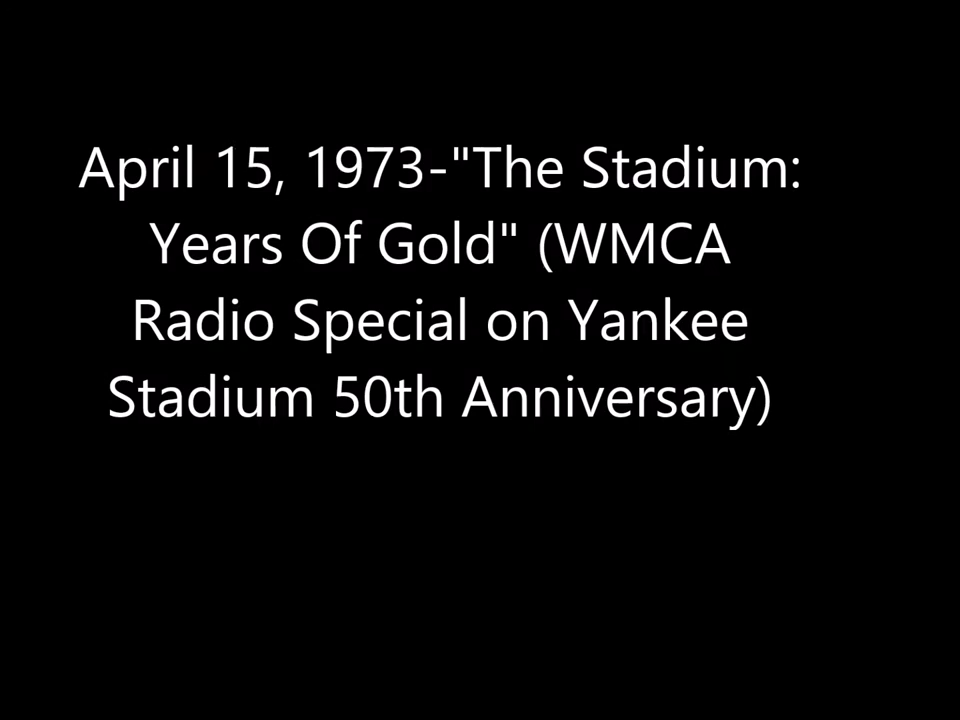 April 15, 1973-"The Stadium:
Years Of Gold" (WMCA
Radio Special on Yankee
Stadium 50th Anniversary)